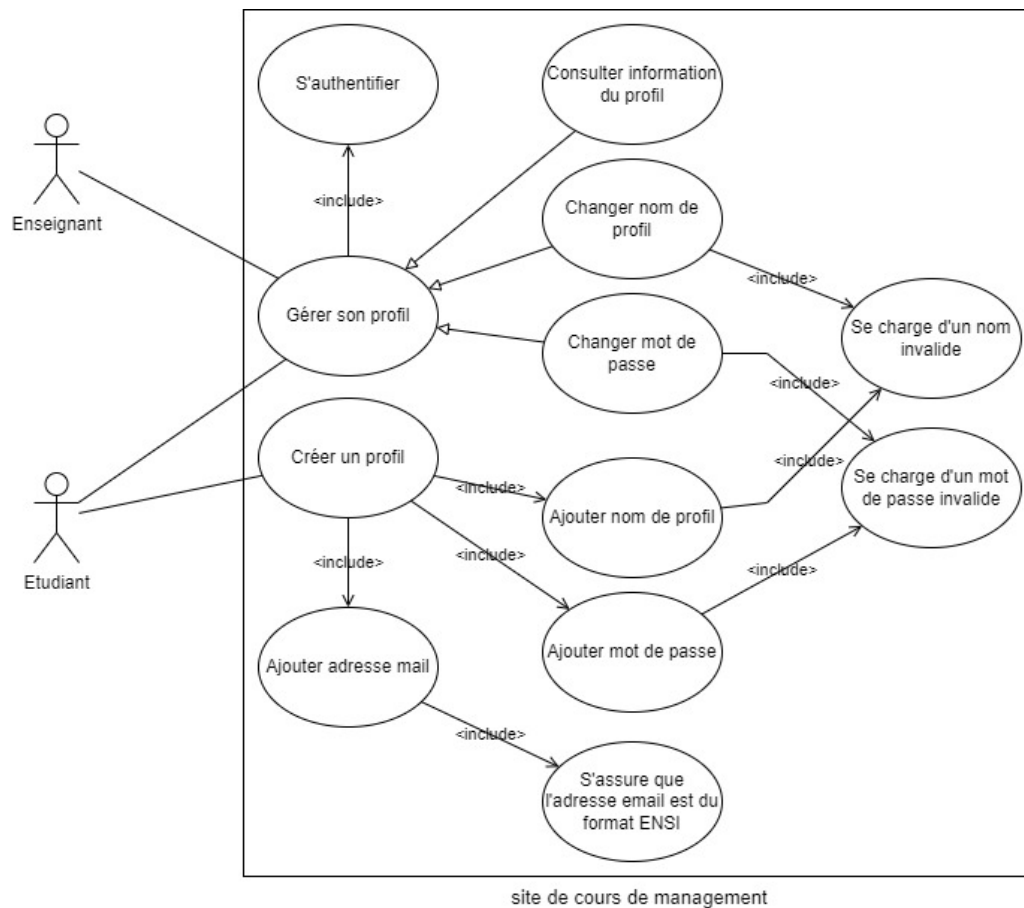 S'authentifier
Consulter information
du profil
Enseignant
<include>
Changer nom de
profil
<include>
Gérer son profil
Changer mot de
passe
Se charge d'un nom
invalide
<include>
Créer un profil
<include>
Ajouter nom de profil
<include>
Se charge d'un mot
de passe invalide
Etudiant
<include>
<include>
<include>
Ajouter adresse mail
Ajouter mot de passe
<include>
S'assure que
l'adresse email est du
format ENSI
site de cours de management